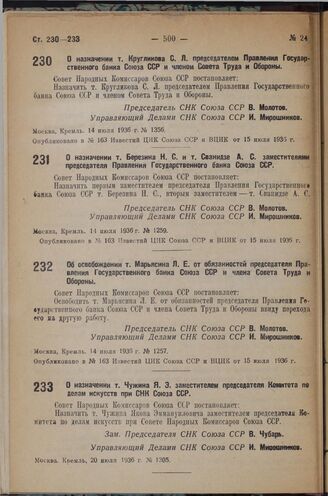 Ст. 230—233 — 500 — № 24
230 О назначении т. Кругликова С. Л. председателем Правления Государ-
ственного банка Союза ССР и членом Совета Труда и Обороны.
Совет Народных Комиссаров Союза ССР постановляет:
Назначить т. Кругликова С. Л. председателем Правления Государственного
банка Союза ССР и членом Совета Труда и Обороны.
Председатель СНК Союза ССР В. Молотов.
Управляющий Делами СНК Союза ССР И. Мирошников.
Москва, Кремль. 14 июля 1936 г. № 1256.
Опубликовано в № 163 Известий ЦИК Союза ССР и ВЦИК от 15 июля 1936 г.
231 О назначении т. Березина Н. С. и т. Сванидзе А. С. заместителями
председателя Правления Государственного банка Союза ССР.
Совет Народных Комиссаров Союза ССР постановляет:
Назначить первым заместителем председателя Правления Государственного
банка Союза ССР т. Березина Н. С., вторым заместителем — т. Сванидзе А. С.
Председатель СНК Союза ССР В. Молотов.
Управляющий Делами СНК Союза ССР И. Мирошников.
Москва, Кремль. 14 июля 1936 г. № 1259.
Опубликовано в № 163 Известий ЦИК Союза ССР и ВЦИК от 15 июля 1936 г.
232 Об освобождении т. Марьясина Л. Е. от обязанностей председателя Пра-
вления Государственного банка Союза ССР и члена Совета Труда и
Обороны.
Совет Народных Комиссаров Союза ССР постановляет:
Освободить т. Марьясина Л. Е. от обязанностей председателя Правления Го-
сударственного банка Союза ССР и члена Совета Труда и Обороны ввиду перехода
его на другую работу.
Председатель СНК Союза ССР В. Молотов.
Управляющий Делами СНК Союза ССР И. Мирошников.
Москва, Кремль, 14 июля 1936 г. № 1257.
Опубликовано в № 163 Известий ЦИК Союза ССР и ВЦИК от 15 июля 1936 г.
233 О назначении т. Чужина Я. Э. заместителем председателя Комитета по
делам искусств при СНК Союза ССР.
Совет Народных Комиссаров Союза ССР постановляет:
Назначить т. Чужина Якова Эммануиловича заместителем председателя Ко-
митета по делам искусств при Совете Народных Комиссаров Союза ССР.
Зам. Председателя СНК Союза ССР В. Чубарь.
Управляющий Делами СНК Союза ССР И. Мирошников.
Москва, Кремль, 20 июля 1936 г. № 1305.